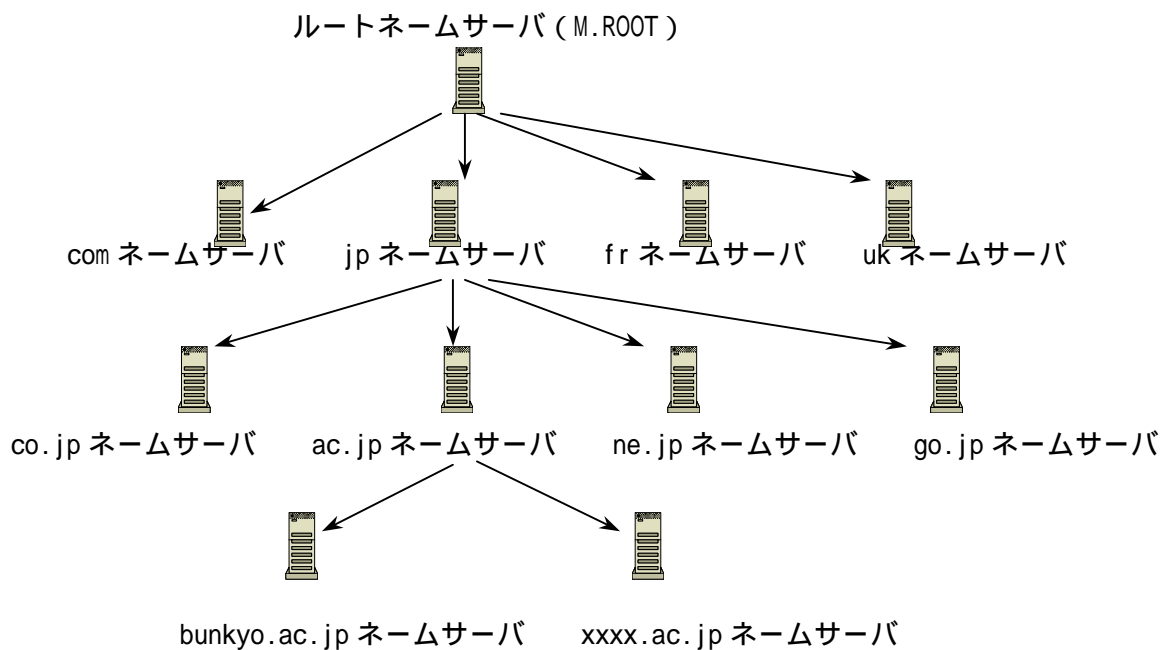 ルートネームサーバ(M.ROOT)
com ネームサーバ
jp ネームサーバ
fr ネームサーバ
uk ネームサーバ
co.jp ネームサーバ
ac.jp ネームサーバ
ne.jp ネームサーバ
go.jp ネームサーバ
bunkyo.ac.jp ネームサーバ
xxxx.ac.jp ネームサーバ